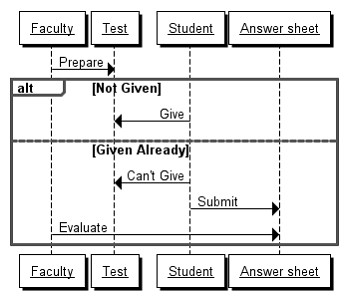 Faculty Test Student Answer sheet
Prepare
alt [Not Given]
Give
[Given Already]
Can't Give
Submit
Evaluate
Faculty Test Student Answer sheet